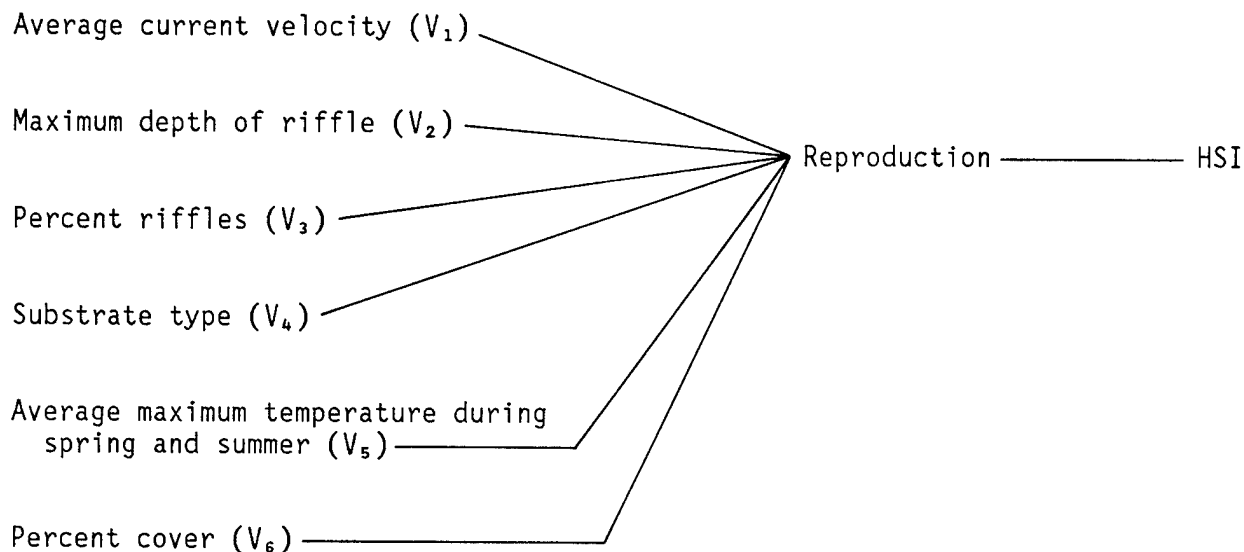 Average current velocity (V₁)
Maximum depth of riffle (V₂)
Reproduction
HSI
Percent riffles (V₃)
Substrate type (V₄)
Average maximum temperature during
spring and summer (V₅)
Percent cover (V₆)